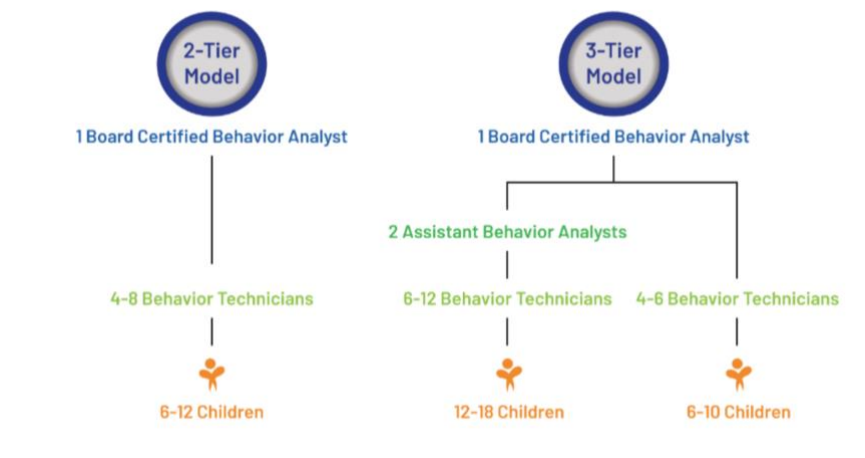 2-Tier
Model
1 Board Certified Behavior Analyst
4-8 Behavior Technicians
6-12 Children
3-Tier
Model
1 Board Certified Behavior Analyst
2 Assistant Behavior Analysts
6-12 Behavior Technicians
4-6 Behavior Technicians
12-18 Children
6-10 Children